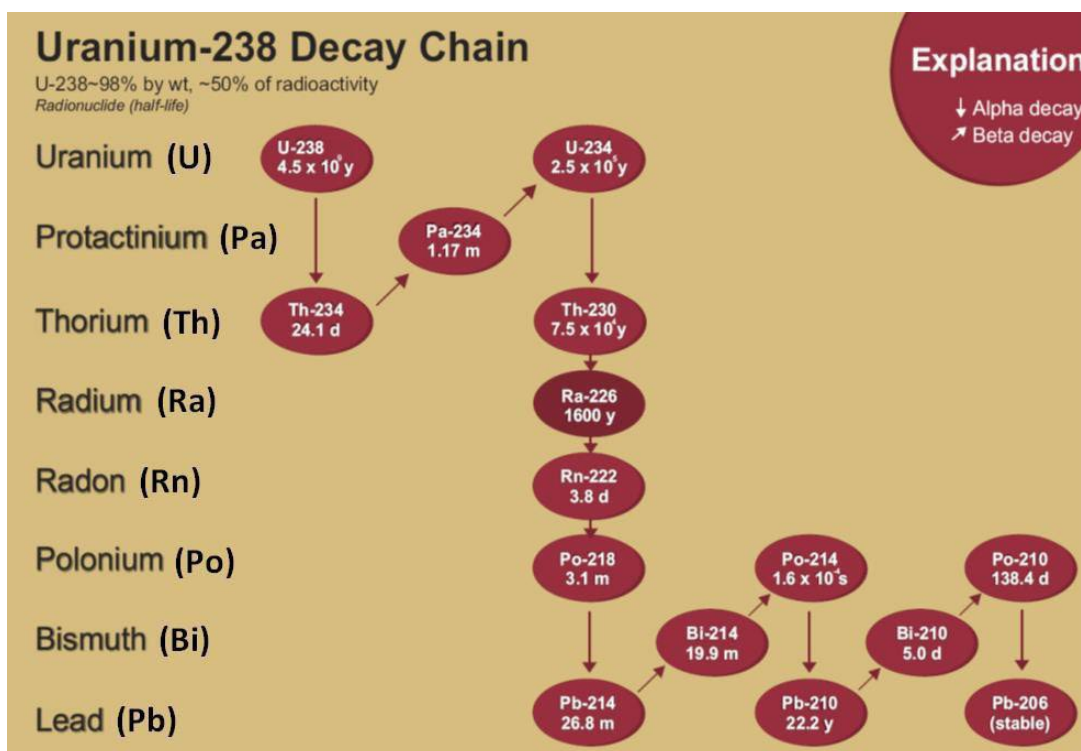 Uranium-238 Decay Chain
U-238~98% by wt, ~50% of radioactivity
Radionuclide (half-life)
Explanation
↓ Alpha decay
↗ Beta decay
Uranium (U)
U-238
4.5 x 10⁹y
U-234
2.5 x 10⁵y
Protactinium (Pa)
Pa-234
1.17 m
Thorium (Th)
Th-234
24.1 d
Th-230
7.5 x 10⁴y
Radium (Ra)
Ra-226
1600 y
Radon (Rn)
Rn-222
3.8 d
Polonium (Po)
Po-218
3.1 m
Po-214
1.6 x 10⁻⁴s
Po-210
138.4 d
Bismuth (Bi)
Bi-214
19.9 m
Bi-210
5.0 d
Lead (Pb)
Pb-214
26.8 m
Pb-210
22.2 y
Pb-206
(stable)